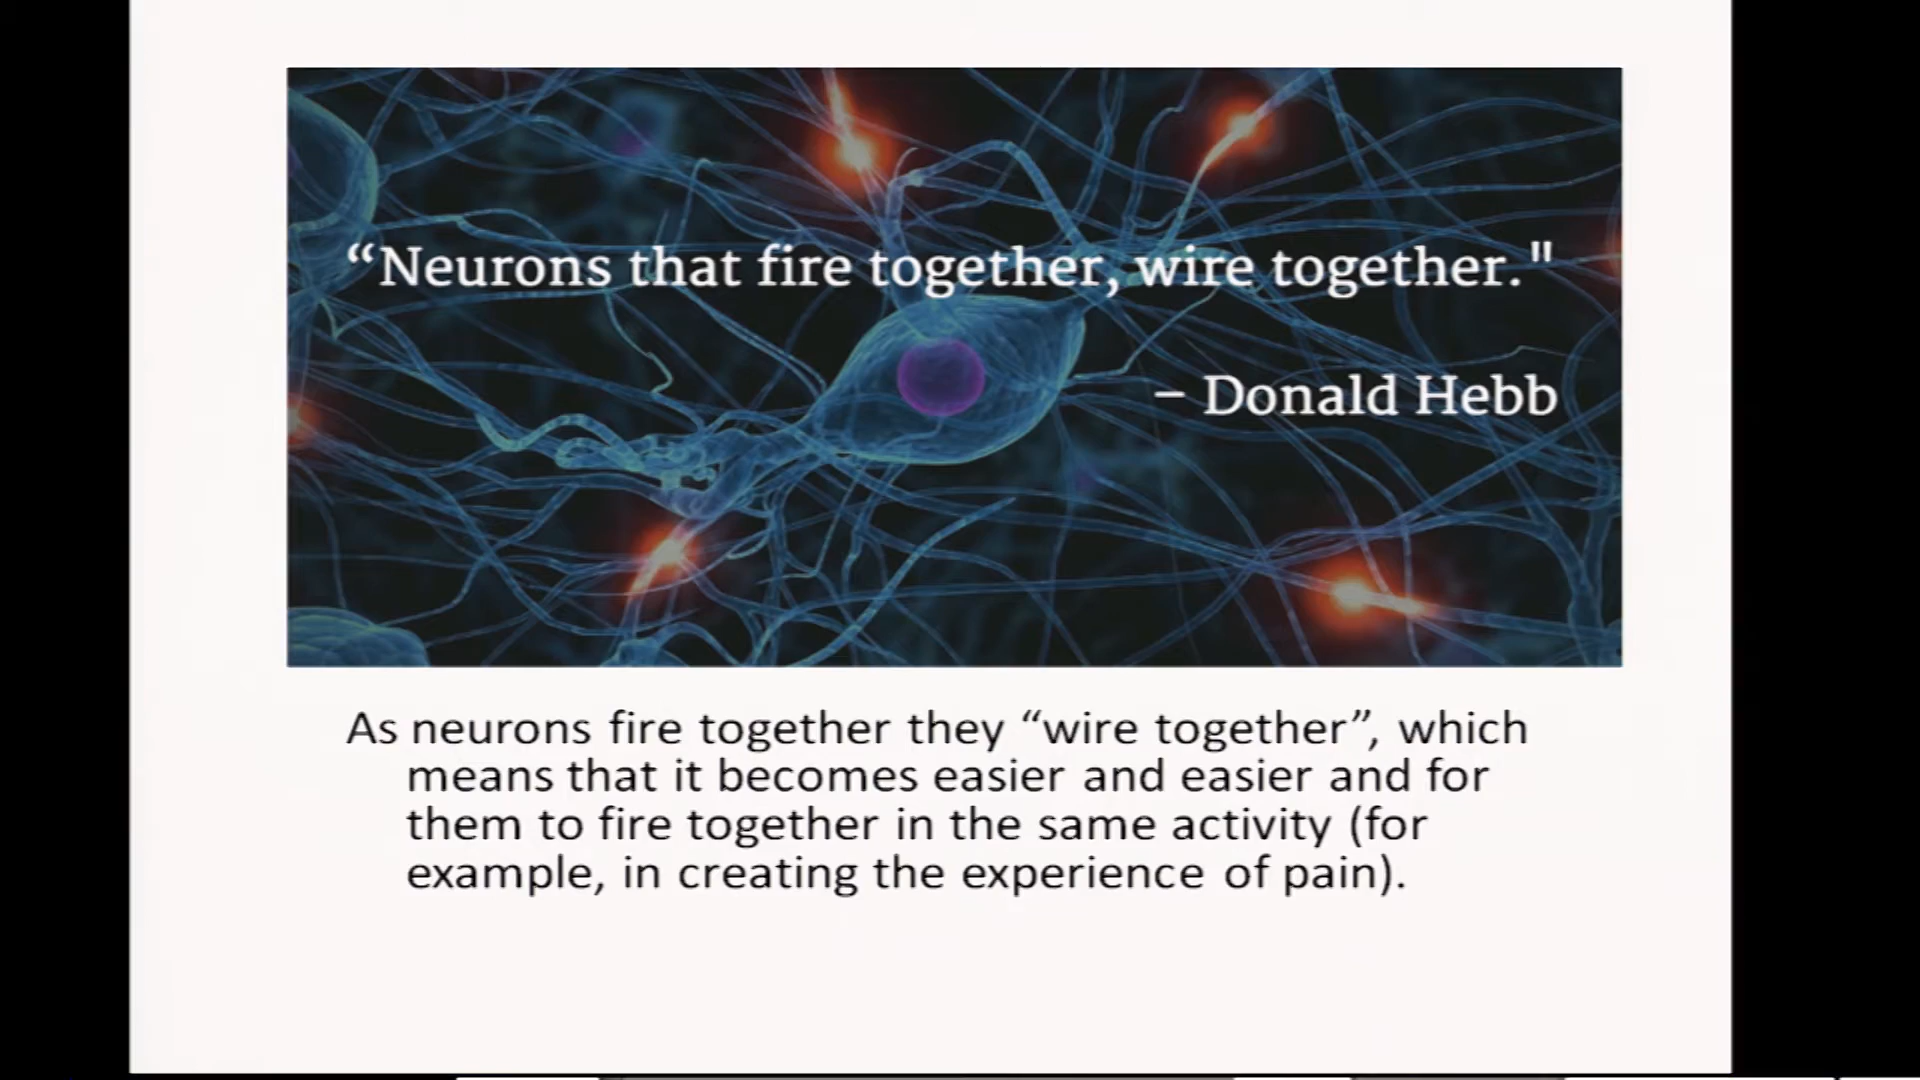 “Neurons that fire together, wire together."
– Donald Hebb
As neurons fire together they “wire together”, which
means that it becomes easier and easier and for
them to fire together in the same activity (for
example, in creating the experience of pain).